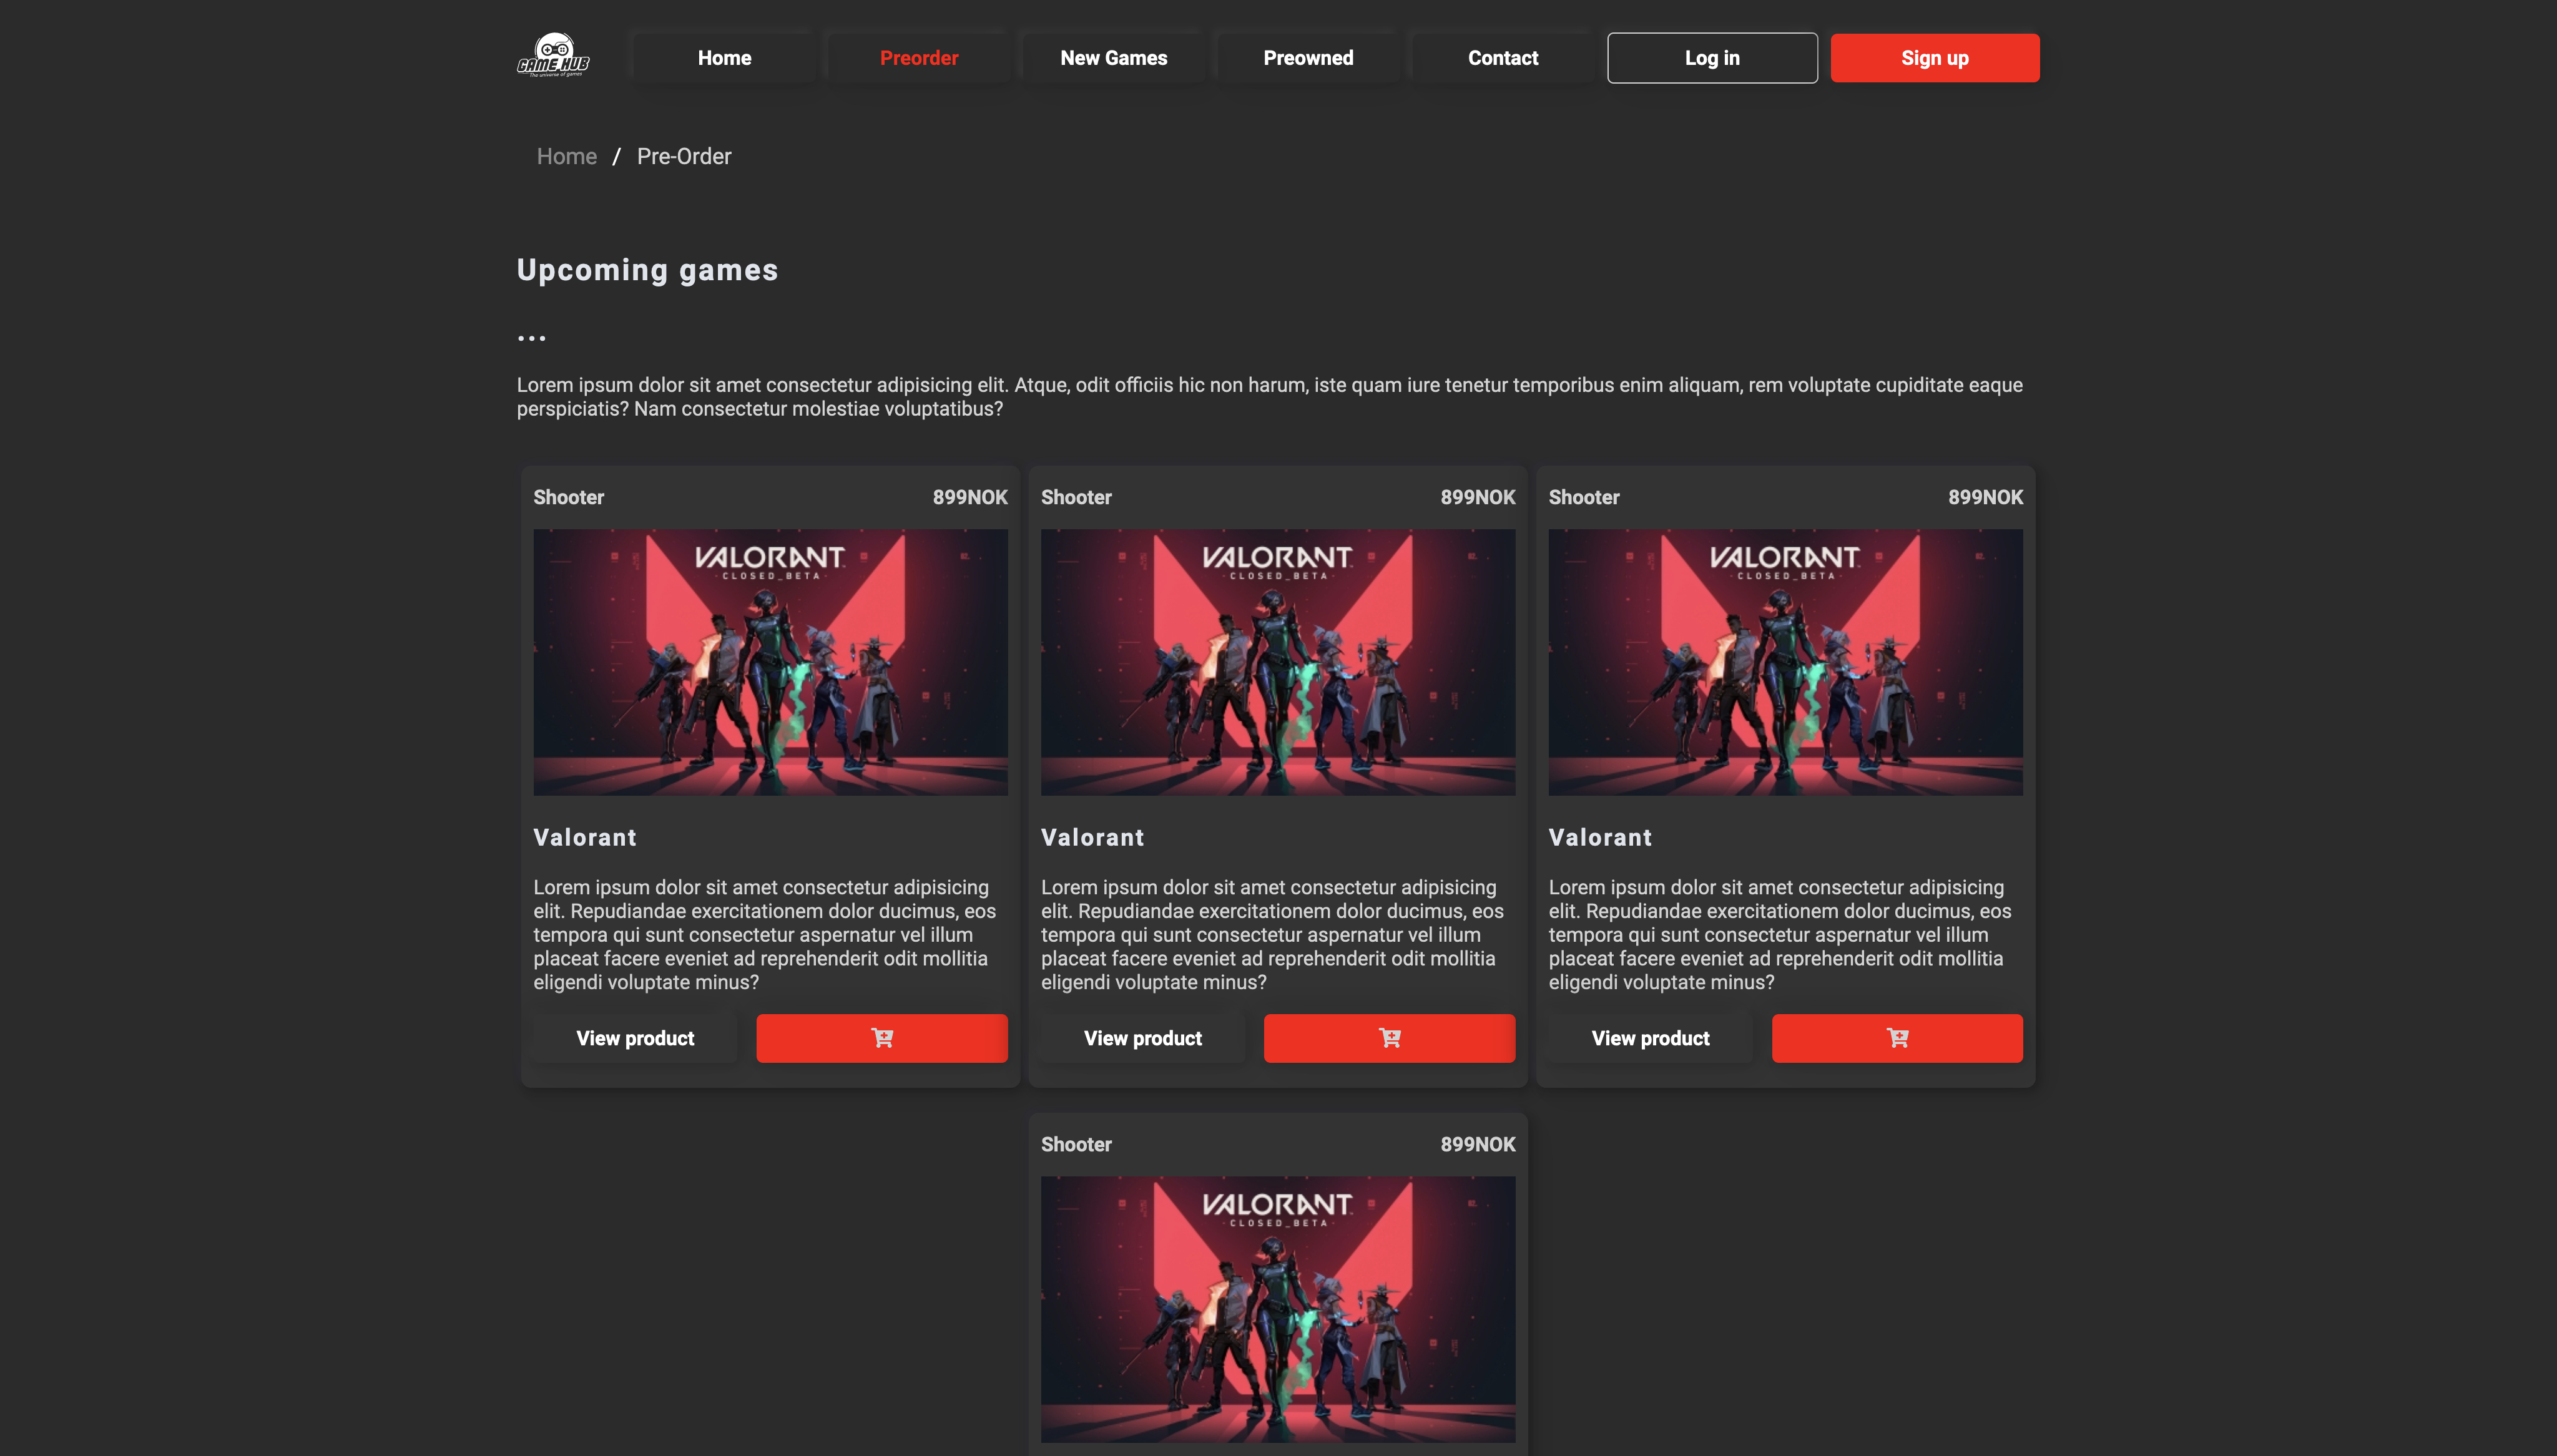 GAME HUB
The universe of games
Home
Preorder
New Games
Preowned
Contact
Log in
Sign up
Home / Pre-Order
Upcoming games
...
Lorem ipsum dolor sit amet consectetur adipisicing elit. Atque, odit officiis hic non harum, iste quam iure tenetur temporibus enim aliquam, rem voluptate cupiditate eaque
perspiciatis? Nam consectetur molestiae voluptatibus?
Shooter 899NOK
VALORANT
CLOSED_BETA
Valorant
Lorem ipsum dolor sit amet consectetur adipisicing
elit. Repudiandae exercitationem dolor ducimus, eos
tempora qui sunt consectetur aspernatur vel illum
placeat facere eveniet ad reprehenderit odit mollitia
eligendi voluptate minus?
View product
Shooter 899NOK
VALORANT
CLOSED_BETA
Valorant
Lorem ipsum dolor sit amet consectetur adipisicing
elit. Repudiandae exercitationem dolor ducimus, eos
tempora qui sunt consectetur aspernatur vel illum
placeat facere eveniet ad reprehenderit odit mollitia
eligendi voluptate minus?
View product
Shooter 899NOK
VALORANT
CLOSED_BETA
Valorant
Lorem ipsum dolor sit amet consectetur adipisicing
elit. Repudiandae exercitationem dolor ducimus, eos
tempora qui sunt consectetur aspernatur vel illum
placeat facere eveniet ad reprehenderit odit mollitia
eligendi voluptate minus?
View product
Shooter 899NOK
VALORANT
CLOSED_BETA